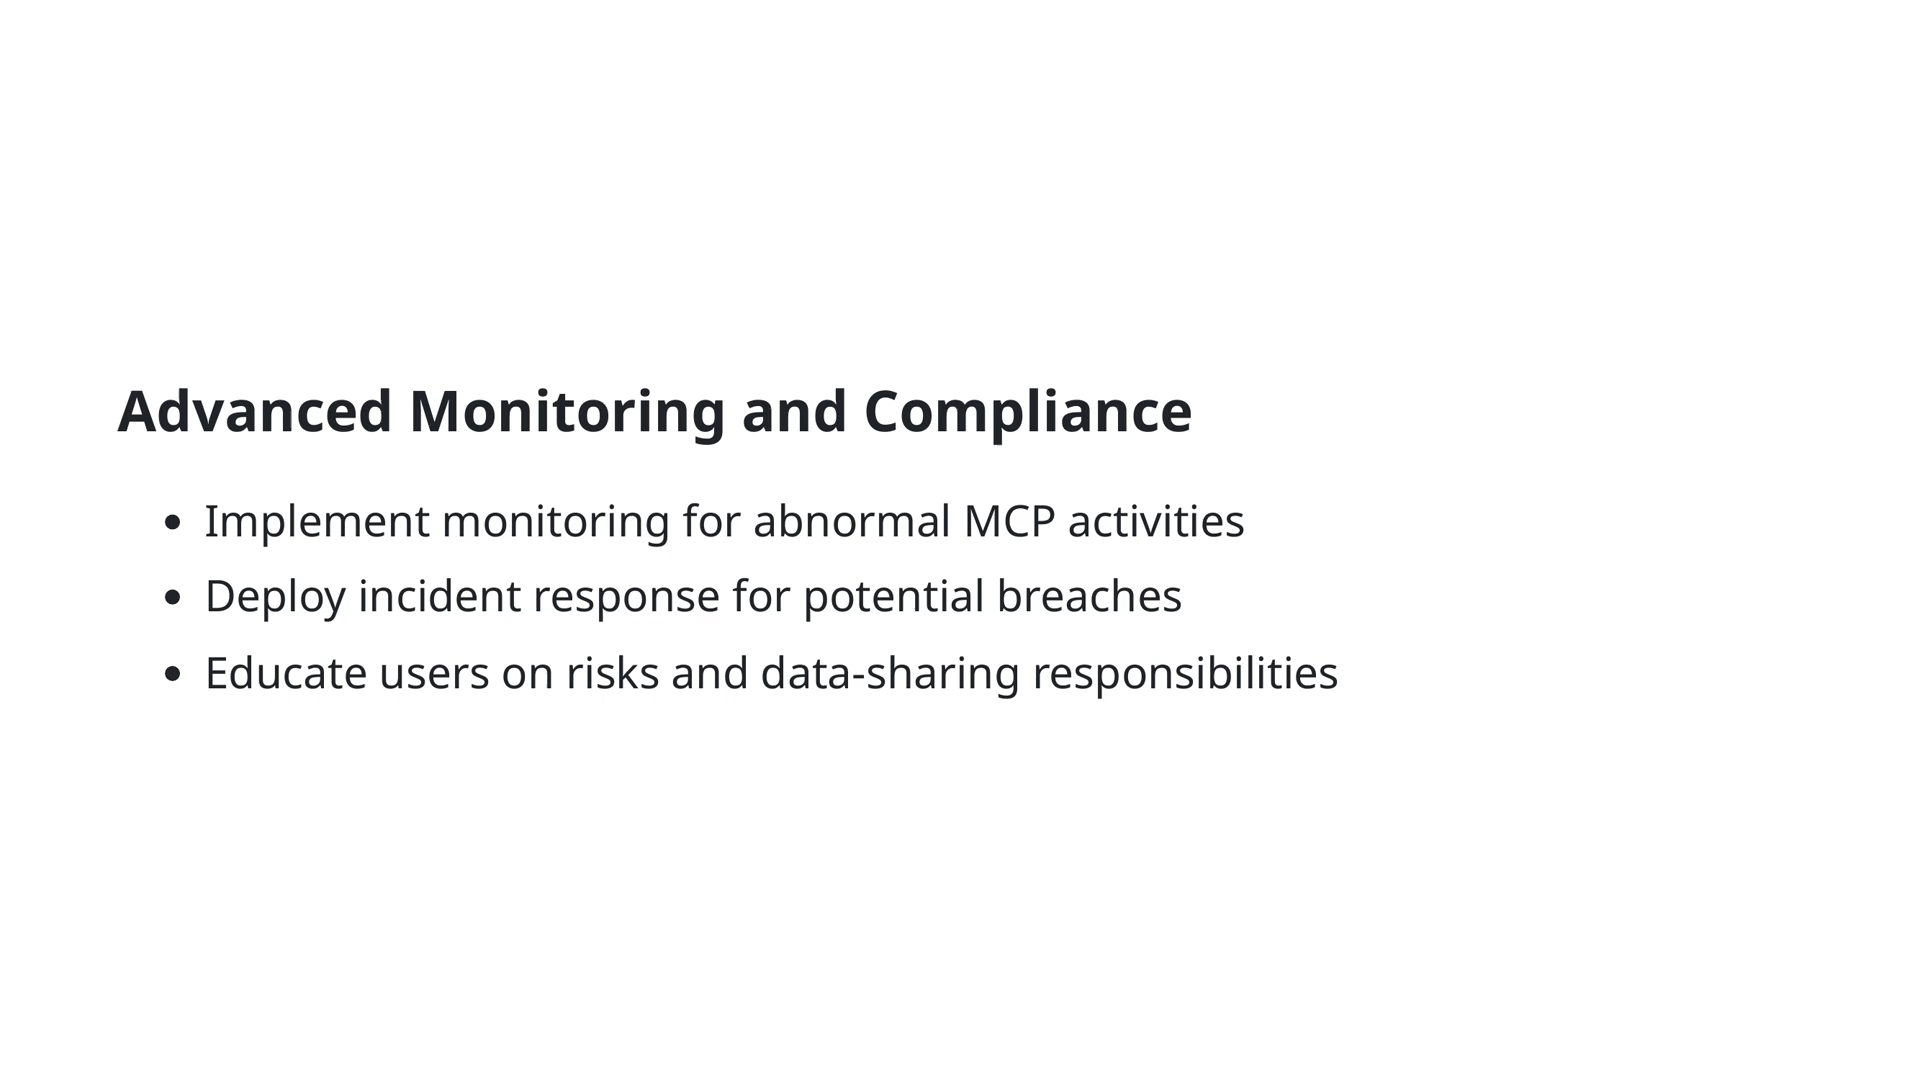 Advanced Monitoring and Compliance
• Implement monitoring for abnormal MCP activities
• Deploy incident response for potential breaches
• Educate users on risks and data-sharing responsibilities